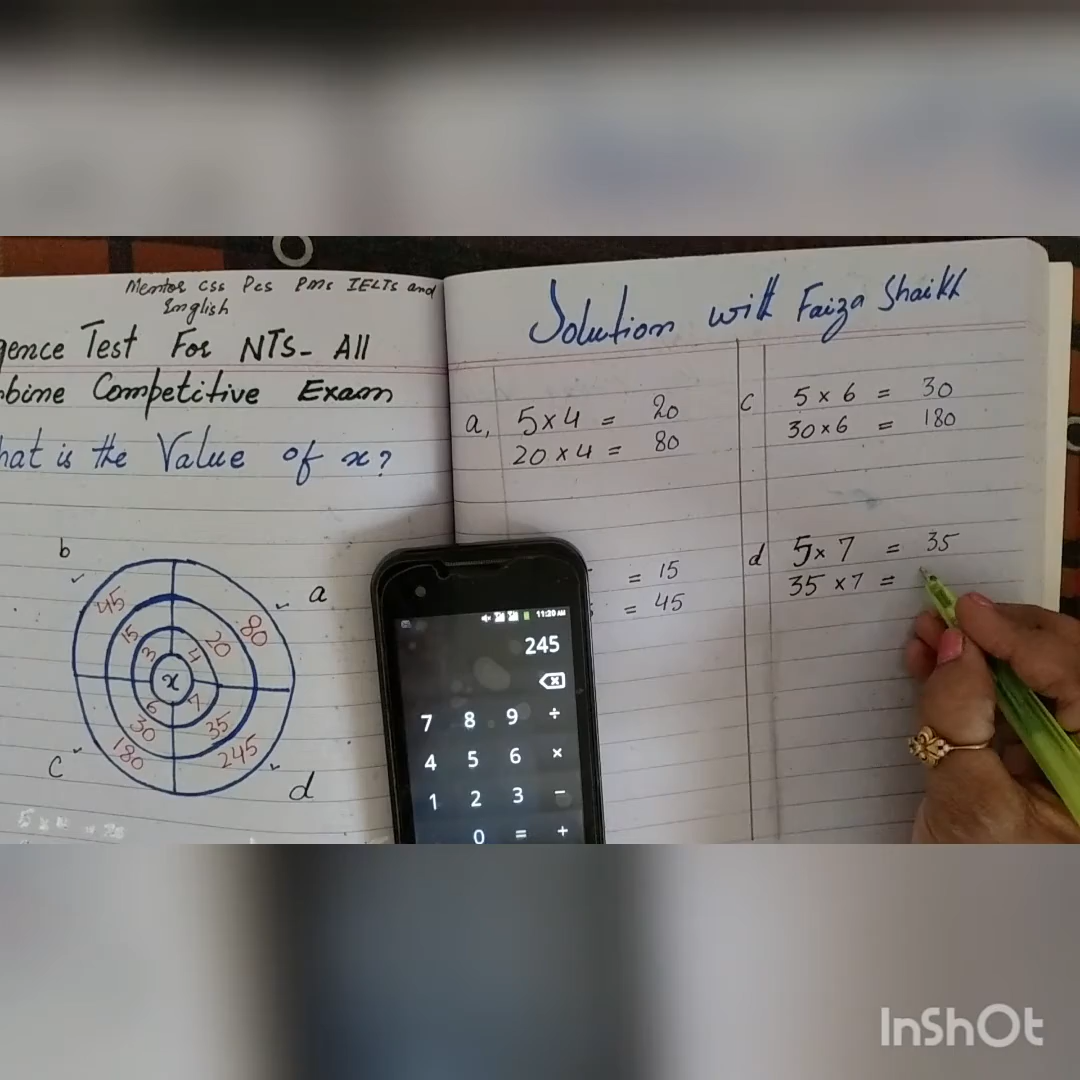 Mentor CSS PCS PMS IELTS and
English
gence Test For NTS- All
bine Competitive Exam
hat is the Value of x?
b
a
45
80
15
20
3
4
x
6
7
30
35
180
245
c
d
Solution with Faiza Shaikh
a, 5x4 = 20
20 x 4 = 80
= 15
= 45
c 5 x 6 = 30
30 x 6 = 180
d 5x 7 = 35
35 x 7 =
11:20 AM
245
7 8 9 ÷
4 5 6 ×
1 2 3 −
0 = +
InShOt